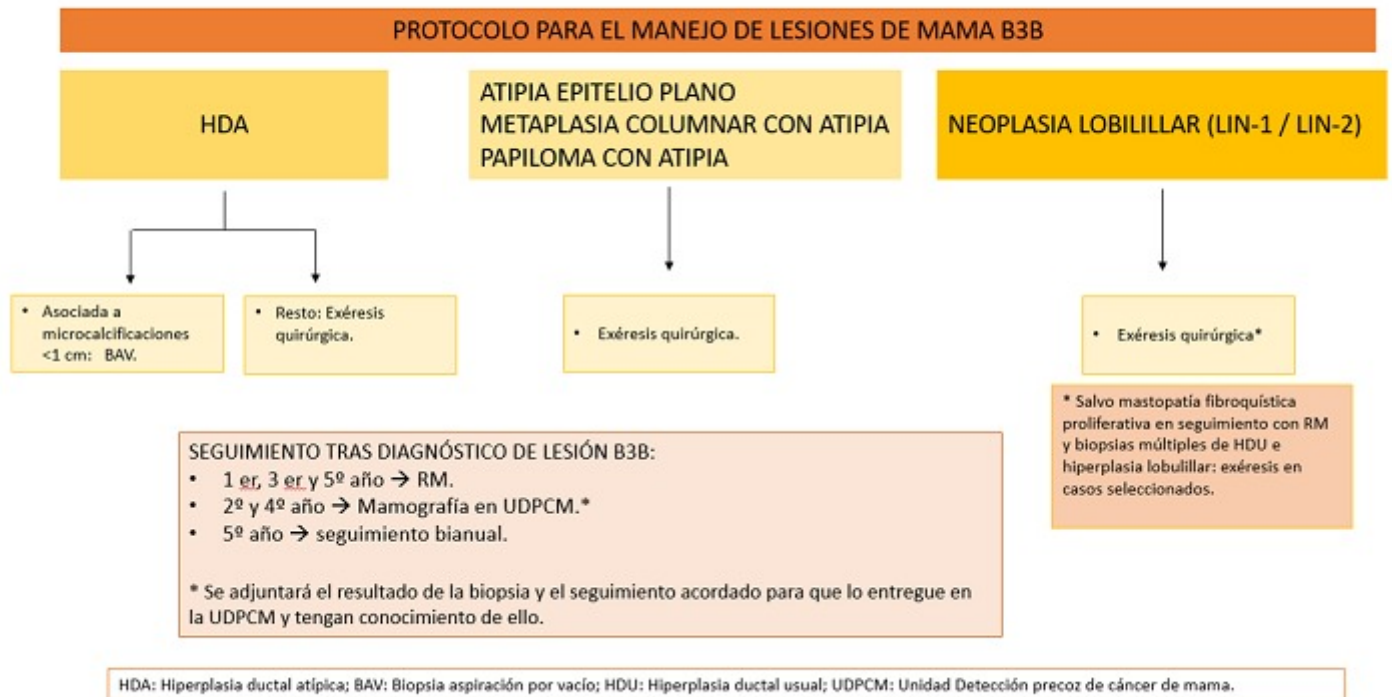 PROTOCOLO PARA EL MANEJO DE LESIONES DE MAMA B3B
HDA
ATIPIA EPITELIO PLANO
METAPLASIA COLUMNAR CON ATIPIA
PAPILOMA CON ATIPIA
NEOPLASIA LOBILILLAR (LIN-1 / LIN-2)
• Asociada a
microcalcificaciones
<1 cm: BAV.
• Resto: Exéresis
quirúrgica.
• Exéresis quirúrgica.
• Exéresis quirúrgica*
* Salvo mastopatía fibroquística
proliferativa en seguimiento con RM
y biopsias múltiples de HDU e
hiperplasia lobulillar: exéresis en
casos seleccionados.
SEGUIMIENTO TRAS DIAGNÓSTICO DE LESIÓN B3B:
• 1 er, 3 er y 5º año → RM.
• 2º y 4º año → Mamografía en UDPCM.*
• 5º año → seguimiento bianual.
* Se adjuntará el resultado de la biopsia y el seguimiento acordado para que lo entregue en
la UDPCM y tengan conocimiento de ello.
HDA: Hiperplasia ductal atípica; BAV: Biopsia aspiración por vacío; HDU: Hiperplasia ductal usual; UDPCM: Unidad Detección precoz de cáncer de mama.